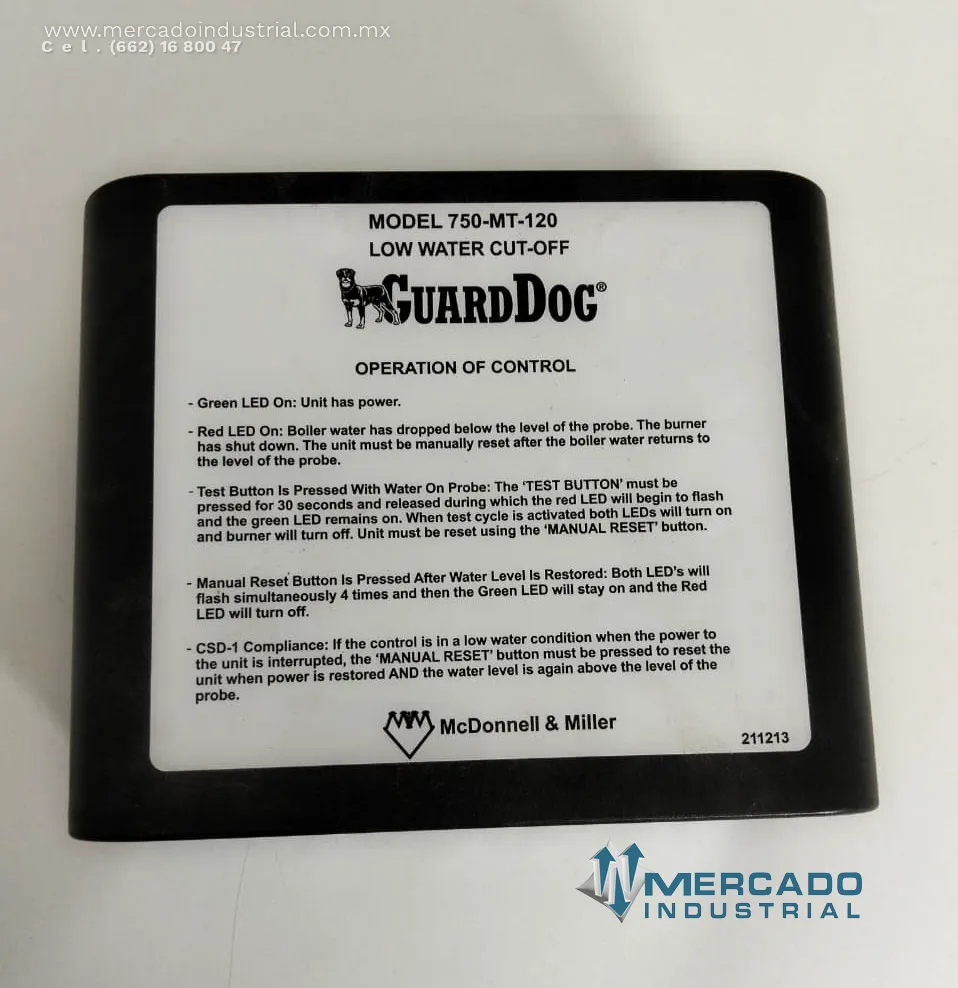 www.mercadoindustrial.com.mx
Cel. (662) 16 800 47
MODEL 750-MT-120
LOW WATER CUT-OFF
GUARDDOG®
OPERATION OF CONTROL
- Green LED On: Unit has power.
- Red LED On: Boiler water has dropped below the level of the probe. The burner
has shut down. The unit must be manually reset after the boiler water returns to
the level of the probe.
- Test Button Is Pressed With Water On Probe: The ‘TEST BUTTON’ must be
pressed for 30 seconds and released during which the red LED will begin to flash
and the green LED remains on. When test cycle is activated both LEDs will turn on
and burner will turn off. Unit must be reset using the ‘MANUAL RESET’ button.
- Manual Reset Button Is Pressed After Water Level Is Restored: Both LED’s will
flash simultaneously 4 times and then the Green LED will stay on and the Red
LED will turn off.
- CSD-1 Compliance: If the control is in a low water condition when the power to
the unit is interrupted, the ‘MANUAL RESET’ button must be pressed to reset the
unit when power is restored AND the water level is again above the level of the
probe.
McDonnell & Miller
211213
MERCADO
INDUSTRIAL